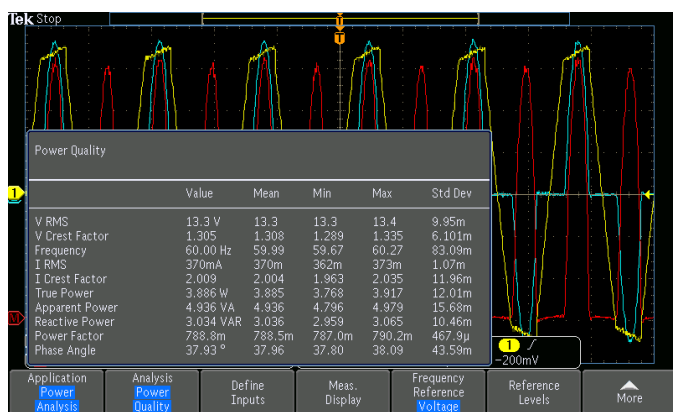 Tek Stop
T
T
Power Quality
Value Mean Min Max Std Dev
V RMS 13.3 V 13.3 13.3 13.4 9.95m
V Crest Factor 1.305 1.308 1.289 1.335 6.101m
Frequency 60.00 Hz 59.99 59.67 60.27 83.09m
I RMS 370mA 370m 362m 373m 1.07m
I Crest Factor 2.009 2.004 1.963 2.035 11.96m
True Power 3.886 W 3.885 3.768 3.917 12.01m
Apparent Power 4.936 VA 4.936 4.796 4.979 15.68m
Reactive Power 3.034 VAR 3.036 2.959 3.065 10.46m
Power Factor 788.8m 788.5m 787.0m 790.2m 467.9µ
Phase Angle 37.93 ° 37.96 37.80 38.09 43.59m
1
M
1
-200mV
Application
Power
Analysis
Analysis
Power
Quality
Define
Inputs
Meas.
Display
Frequency
Reference
Voltage
Reference
Levels
More